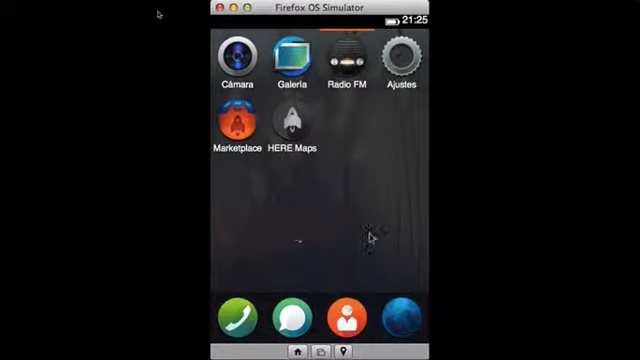 Firefox OS Simulator
21:25
Cámara Galería Radio FM Ajustes
Marketplace HERE Maps